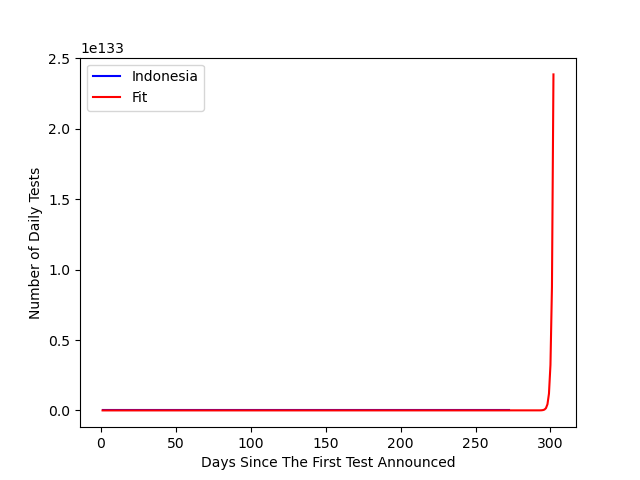 1e133
2.5
2.0
1.5
1.0
0.5
0.0
Number of Daily Tests
Indonesia
Fit
0 50 100 150 200 250 300
Days Since The First Test Announced